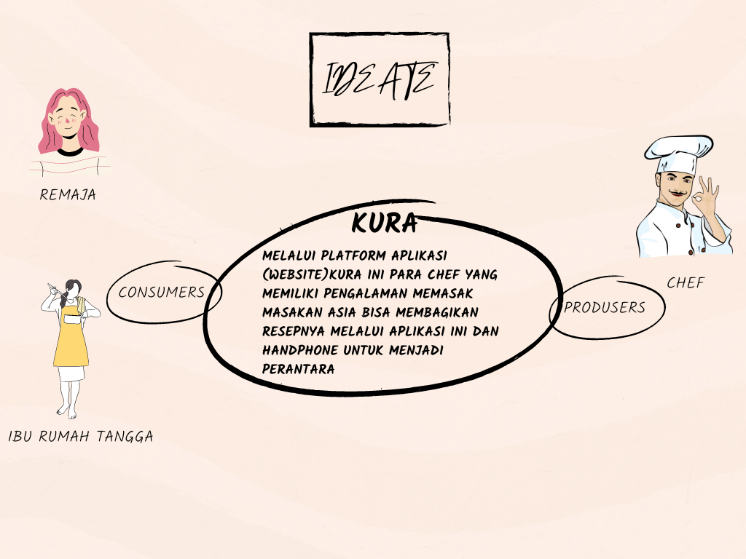 IDEATE
REMAJA
KURA
MELALUI PLATFORM APLIKASI
(WEBSITE)KURA INI PARA CHEF YANG
MEMILIKI PENGALAMAN MEMASAK
MASAKAN ASIA BISA MEMBAGIKAN
RESEPNYA MELALUI APLIKASI INI DAN
HANDPHONE UNTUK MENJADI
PERANTARA
CONSUMERS
CHEF
PRODUSERS
IBU RUMAH TANGGA